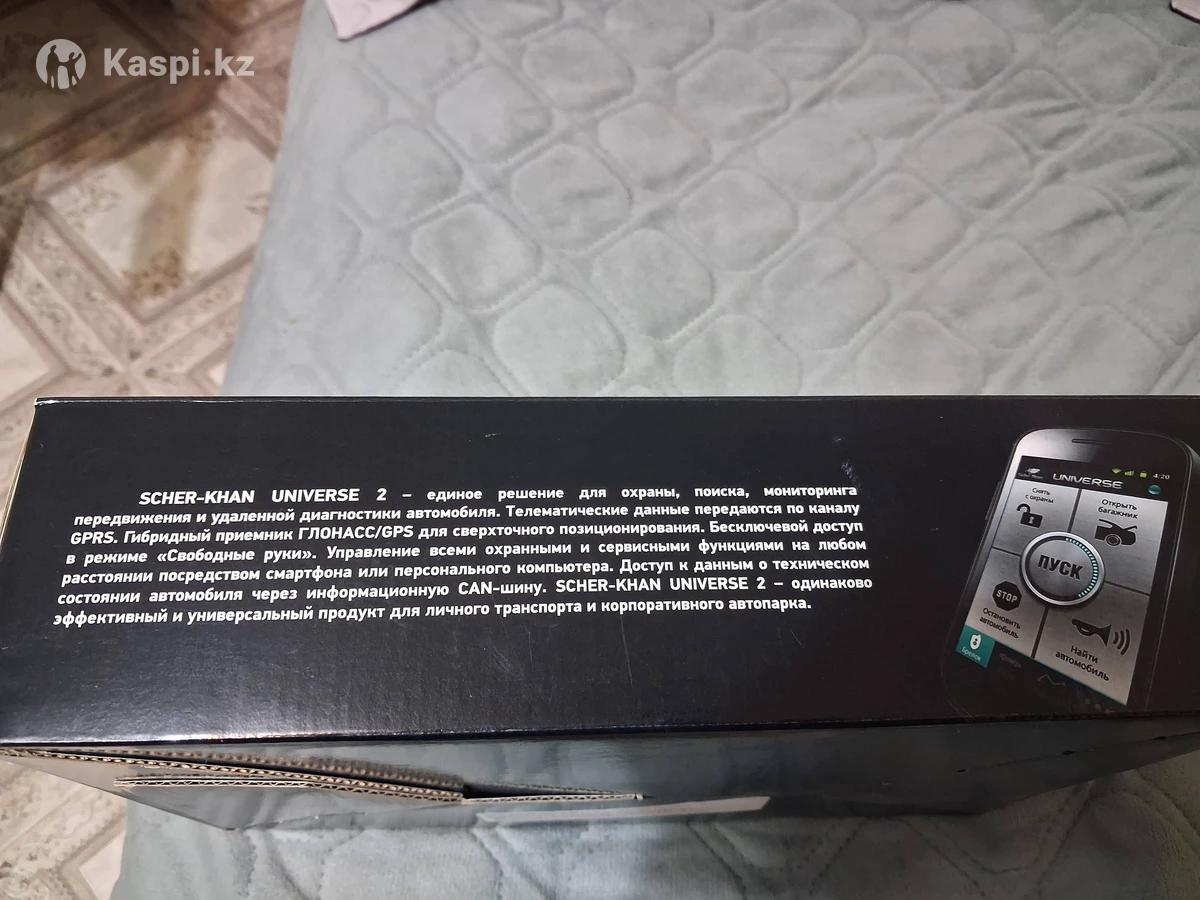 Kaspi.kz
SCHER-KHAN UNIVERSE 2 – единое решение для охраны, поиска, мониторинга
передвижения и удаленной диагностики автомобиля. Телематические данные передаются по каналу
GPRS. Гибридный приемник ГЛОНАСС/GPS для сверхточного позиционирования. Бесключевой доступ
в режиме «Свободные руки». Управление всеми охранными и сервисными функциями на любом
расстоянии посредством смартфона или персонального компьютера. Доступ к данным о техническом
состоянии автомобиля через информационную CAN-шину. SCHER-KHAN UNIVERSE 2 – одинаково
эффективный и универсальный продукт для личного транспорта и корпоративного автопарка.
4:20
UNIVERSE
Снять
с охраны
Открыть
багажник
ПУСК
STOP
Остановить
автомобиль
Найти
автомобиль
Брелок